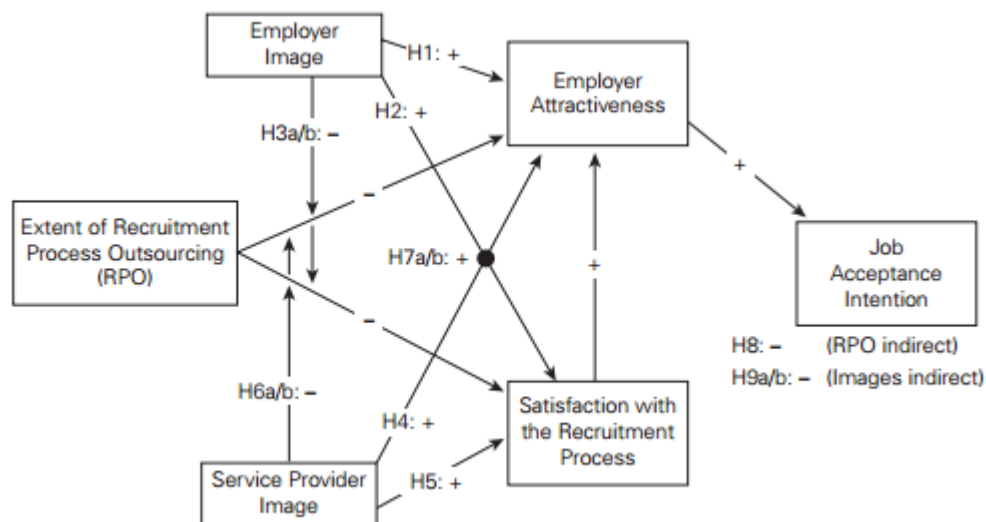 Employer
Image
H1: +
Employer
Attractiveness
H2: +
H3a/b: –
–
+
Extent of Recruitment
Process Outsourcing
(RPO)
H7a/b: +
+
Job
Acceptance
Intention
–
H8: – (RPO indirect)
H9a/b: – (Images indirect)
H6a/b: –
H4: +
Satisfaction with
the Recruitment
Process
Service Provider
Image
H5: +